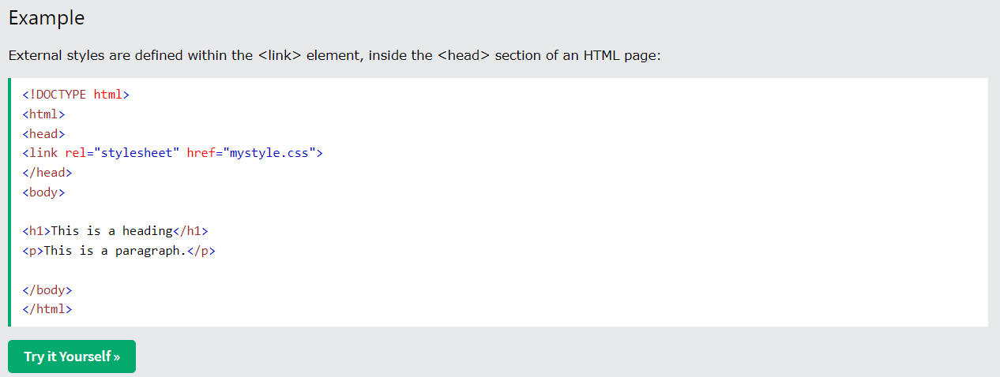 Example
External styles are defined within the <link> element, inside the <head> section of an HTML page:
<!DOCTYPE html>
<html>
<head>
<link rel="stylesheet" href="mystyle.css">
</head>
<body>
<h1>This is a heading</h1>
<p>This is a paragraph.</p>
</body>
</html>
Try it Yourself »